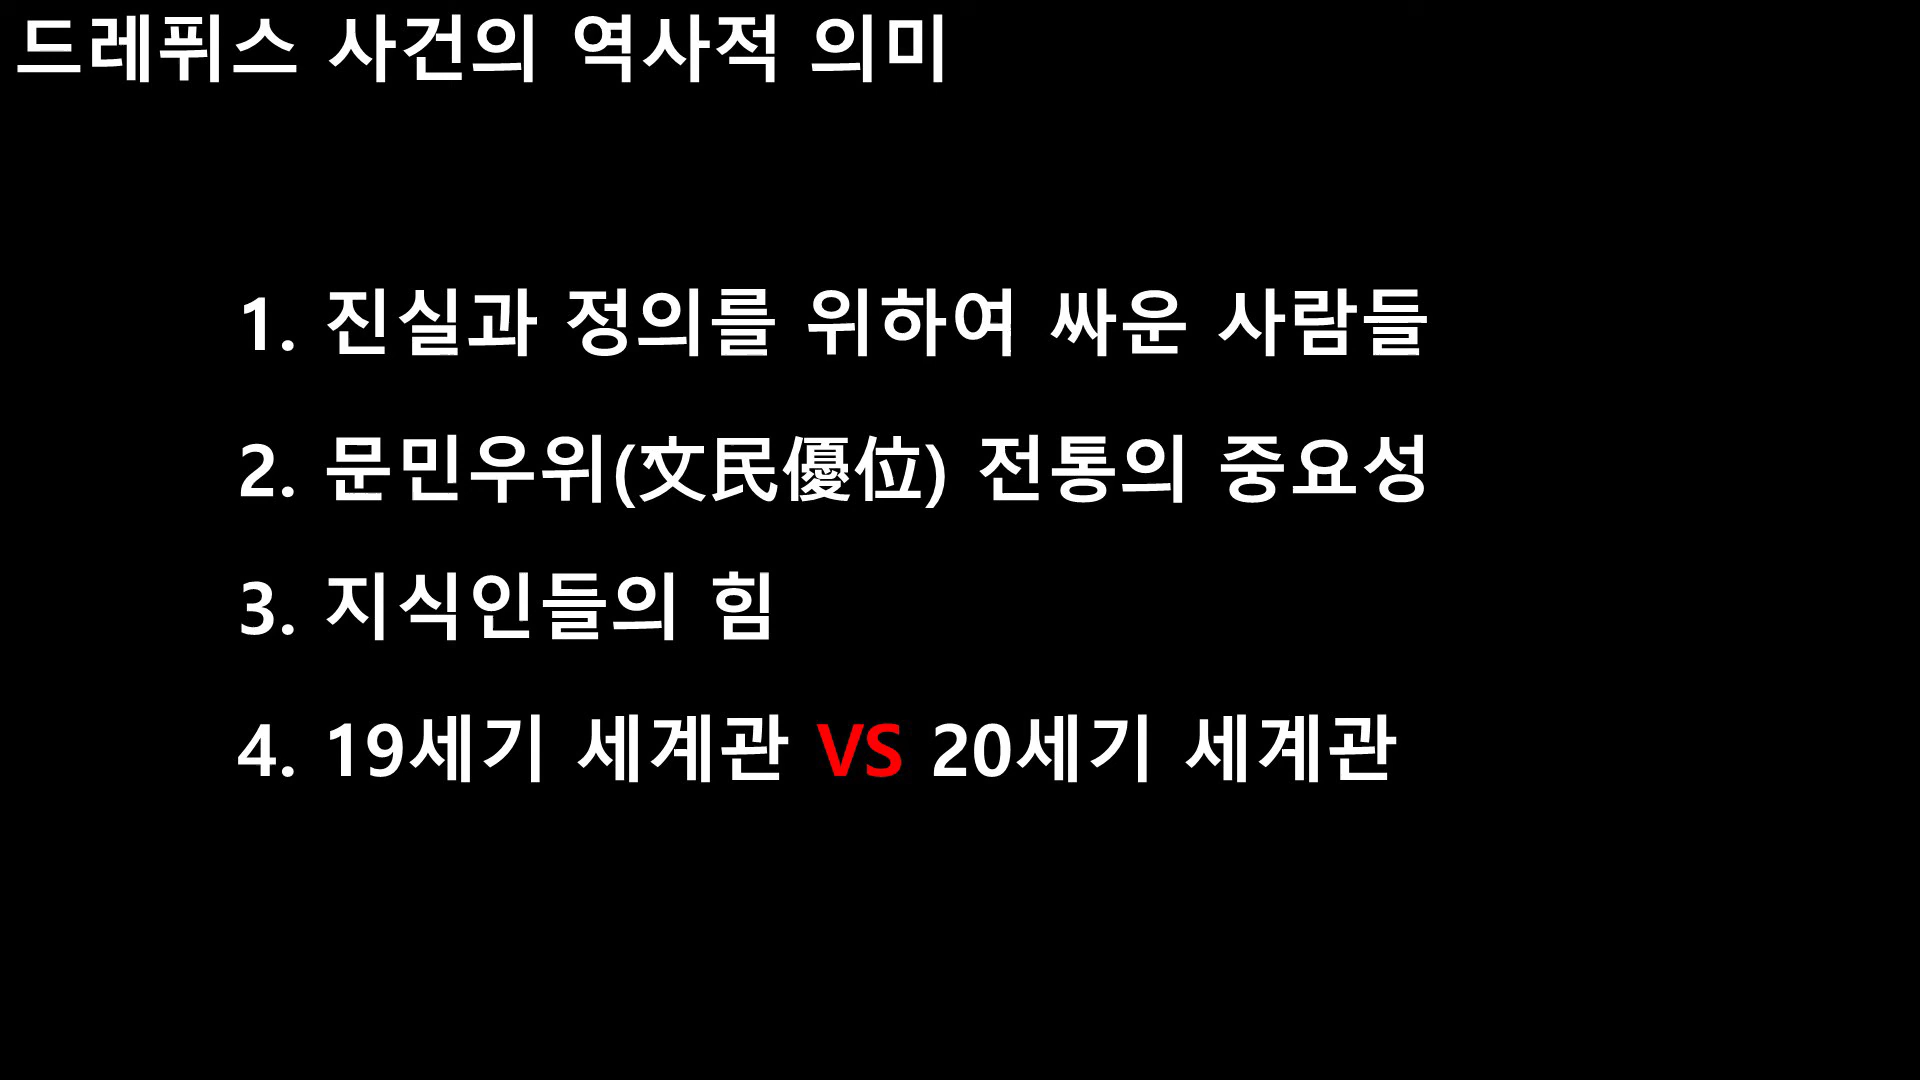 드레퓌스 사건의 역사적 의미
1. 진실과 정의를 위하여 싸운 사람들
2. 문민우위(文民優位) 전통의 중요성
3. 지식인들의 힘
4. 19세기 세계관 VS 20세기 세계관